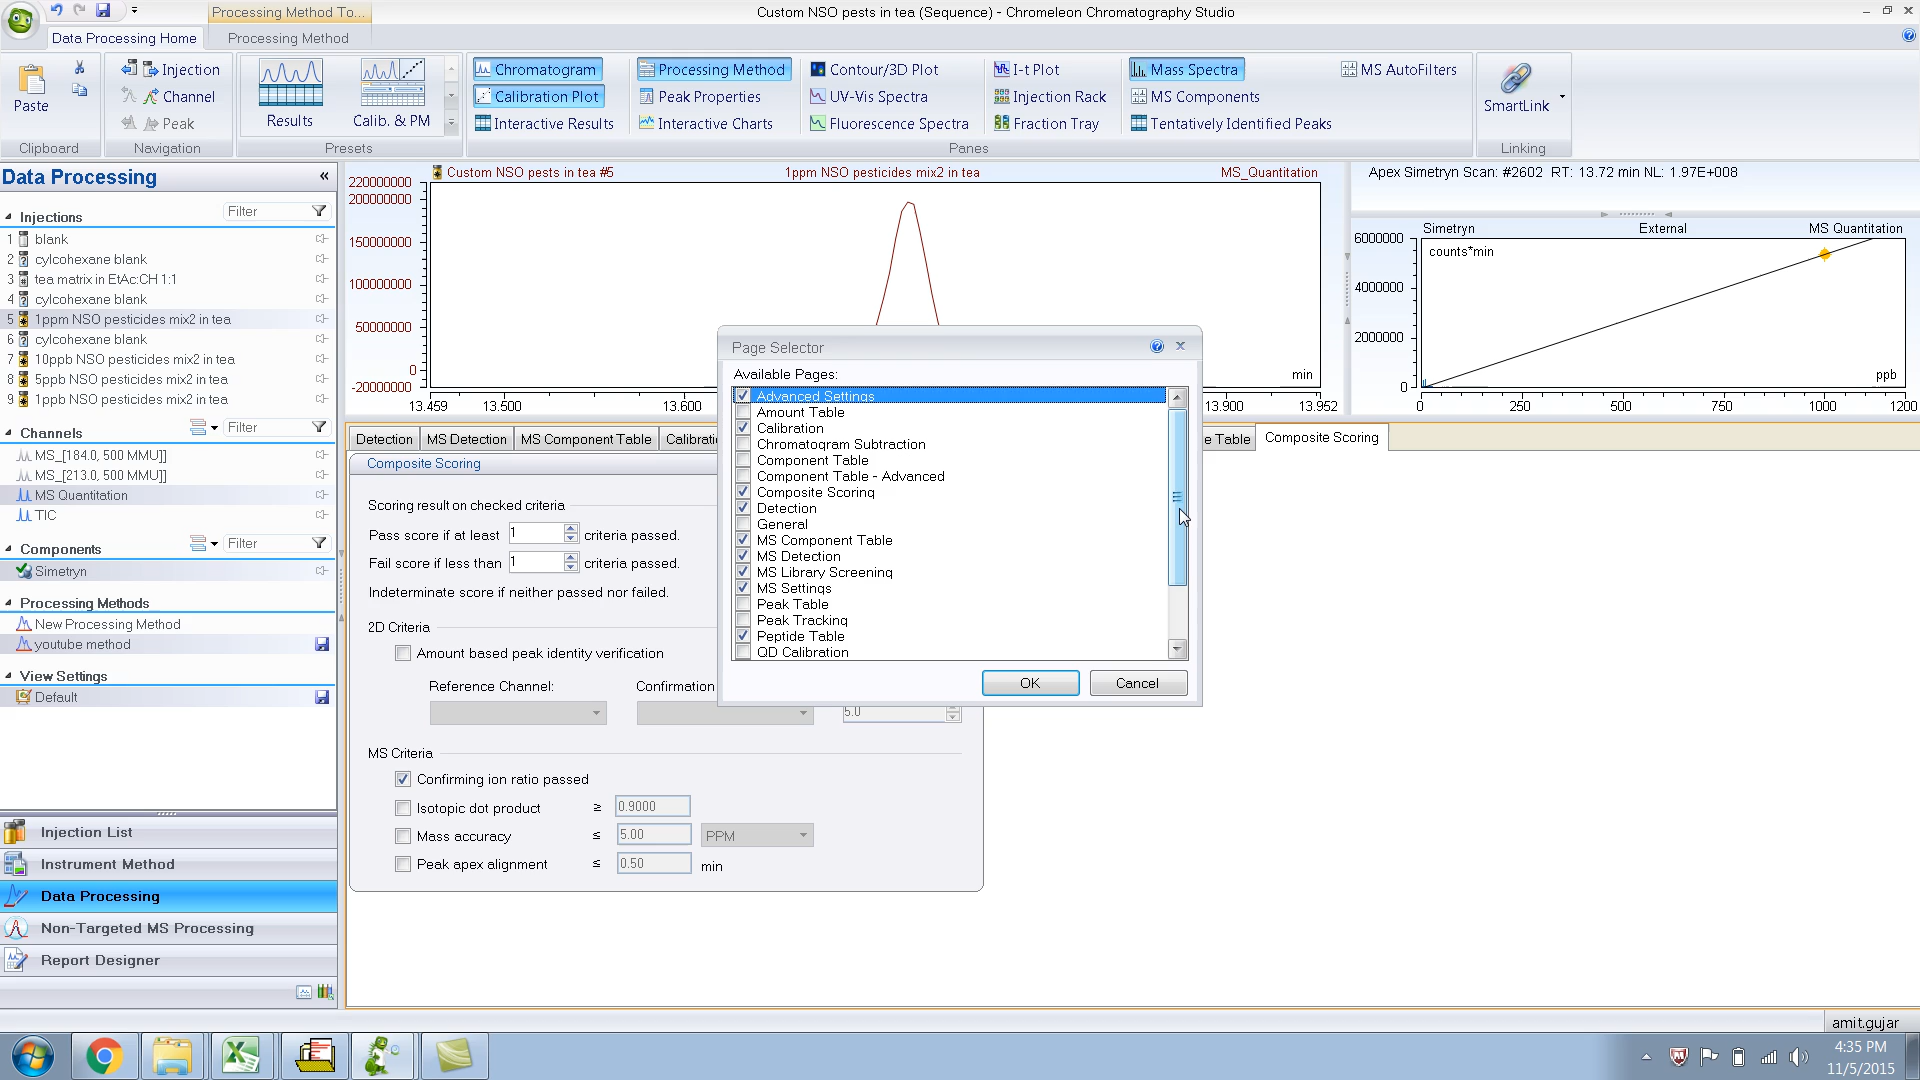 Processing Method To...
Custom NSO pests in tea (Sequence) - Chromeleon Chromatography Studio
Data Processing Home
Processing Method
Paste
Injection
Channel
Peak
Results
Calib. & PM
Chromatogram
Calibration Plot
Interactive Results
Processing Method
Peak Properties
Interactive Charts
Contour/3D Plot
UV-Vis Spectra
Fluorescence Spectra
I-t Plot
Injection Rack
Fraction Tray
Mass Spectra
MS Components
Tentatively Identified Peaks
MS AutoFilters
SmartLink
Clipboard
Navigation
Presets
Panes
Linking
Data Processing
«
Injections
Filter
1 blank
2 cylcohexane blank
3 tea matrix in EtAc:CH 1:1
4 cylcohexane blank
5 1ppm NSO pesticides mix2 in tea
6 cylcohexane blank
7 10ppb NSO pesticides mix2 in tea
8 5ppb NSO pesticides mix2 in tea
9 1ppb NSO pesticides mix2 in tea
Channels
Filter
MS_[184.0, 500 MMU]]
MS_[213.0, 500 MMU]]
MS Quantitation
TIC
Components
Filter
Simetryn
Processing Methods
New Processing Method
youtube method
View Settings
Default
Injection List
Instrument Method
Data Processing
Non-Targeted MS Processing
Report Designer
Custom NSO pests in tea #5
1ppm NSO pesticides mix2 in tea
MS_Quantitation
220000000
200000000
150000000
100000000
50000000
0
-20000000
min
13.459
13.500
13.600
13.900
13.952
Apex Simetryn Scan: #2602 RT: 13.72 min NL: 1.97E+008
Simetryn
External
MS Quantitation
counts*min
6000000
4000000
2000000
0
ppb
0
250
500
750
1000
1200
Detection
MS Detection
MS Component Table
Calibratio
e Table
Composite Scoring
Composite Scoring
Scoring result on checked criteria
Pass score if at least 1 criteria passed.
Fail score if less than 1 criteria passed.
Indeterminate score if neither passed nor failed.
2D Criteria
Amount based peak identity verification
Reference Channel:
Confirmation
5.0
MS Criteria
Confirming ion ratio passed
Isotopic dot product ≥ 0.9000
Mass accuracy ≤ 5.00 PPM
Peak apex alignment ≤ 0.50 min
Page Selector
Available Pages:
Advanced Settings
Amount Table
Calibration
Chromatogram Subtraction
Component Table
Component Table - Advanced
Composite Scoring
Detection
General
MS Component Table
MS Detection
MS Library Screening
MS Settings
Peak Table
Peak Tracking
Peptide Table
QD Calibration
OK
Cancel
amit.gujar
4:35 PM
11/5/2015